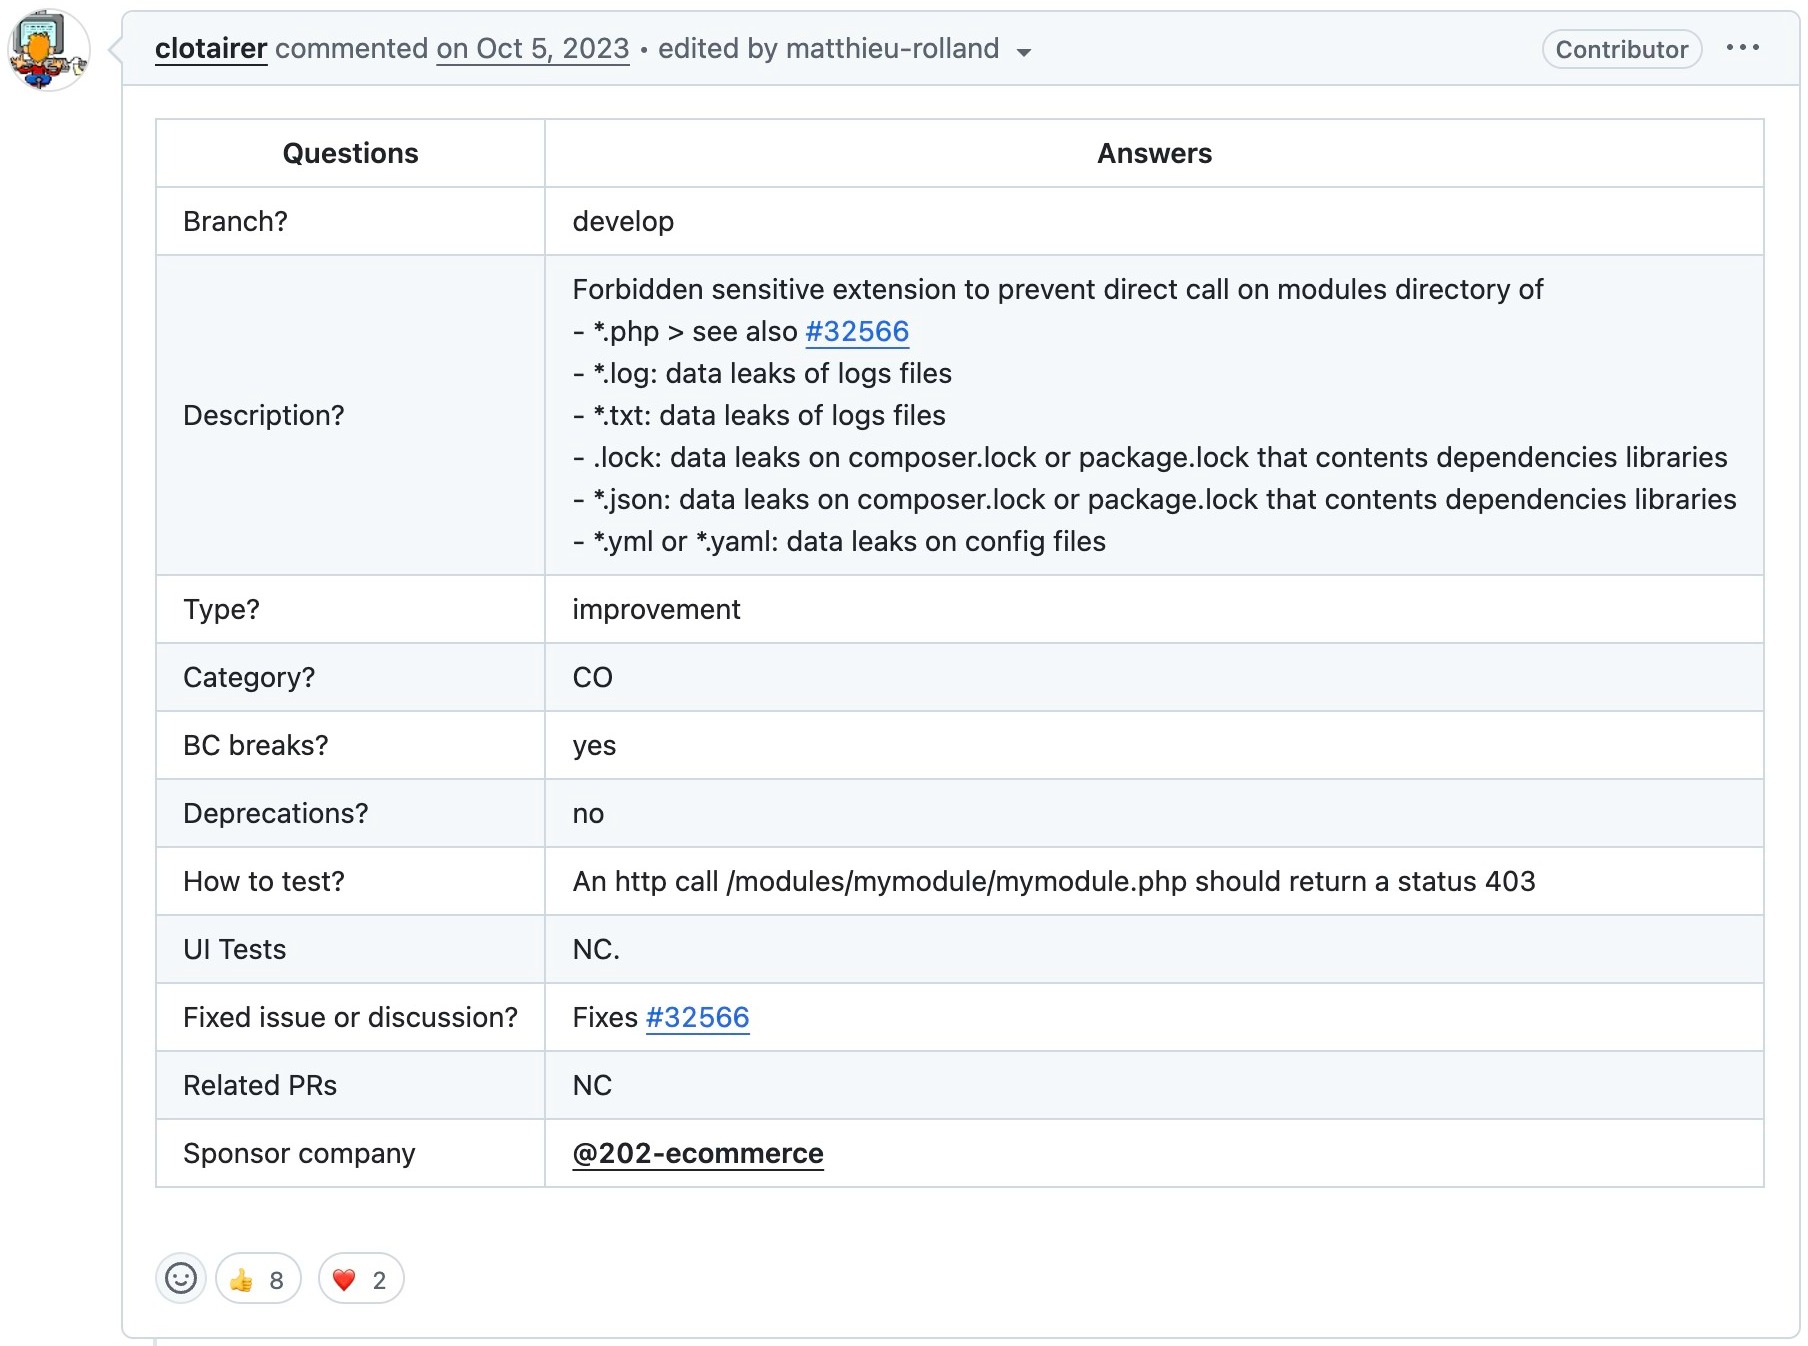 clotairer commented on Oct 5, 2023 • edited by matthieu-rolland
Contributor
Questions Answers
Branch? develop
Description?
Forbidden sensitive extension to prevent direct call on modules directory of
- *.php > see also #32566
- *.log: data leaks of logs files
- *.txt: data leaks of logs files
- .lock: data leaks on composer.lock or package.lock that contents dependencies libraries
- *.json: data leaks on composer.lock or package.lock that contents dependencies libraries
- *.yml or *.yaml: data leaks on config files
Type? improvement
Category? CO
BC breaks? yes
Deprecations? no
How to test? An http call /modules/mymodule/mymodule.php should return a status 403
UI Tests NC.
Fixed issue or discussion? Fixes #32566
Related PRs NC
Sponsor company @202-ecommerce
👍 8 ❤️ 2